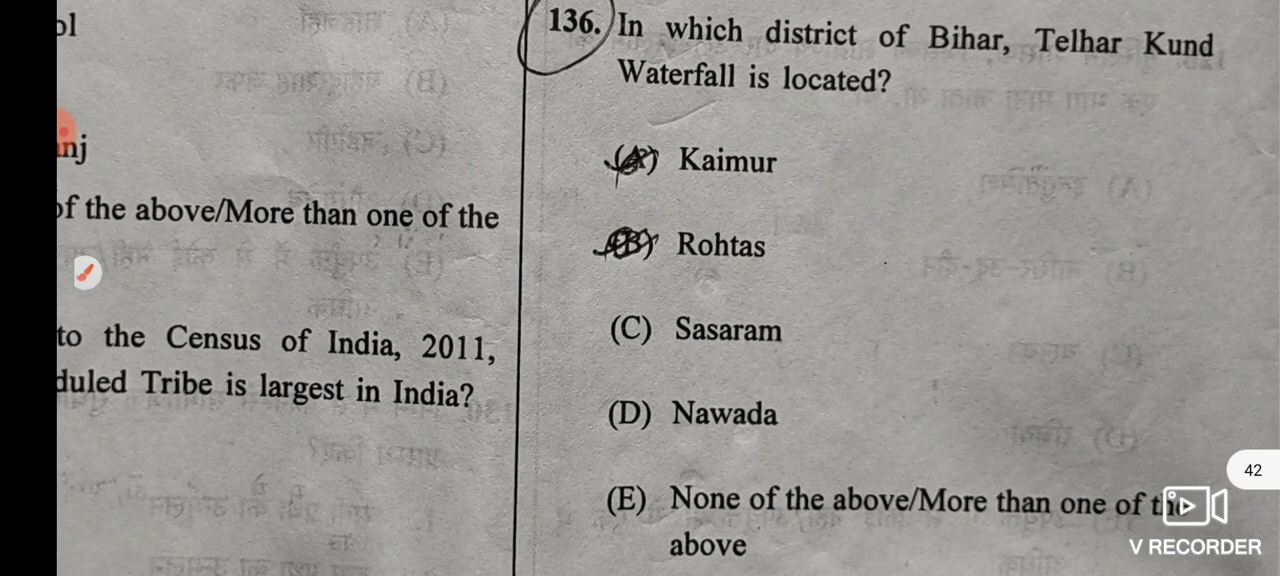 ol
nj
of the above/More than one of the
to the Census of India, 2011,
duled Tribe is largest in India?
136. In which district of Bihar, Telhar Kund
Waterfall is located?
(A) Kaimur
(B) Rohtas
(C) Sasaram
(D) Nawada
(E) None of the above/More than one of the
above
42
V RECORDER